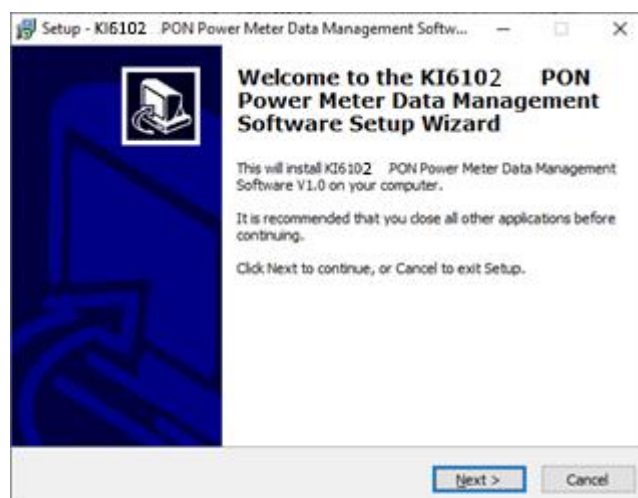 Setup - KI6102 PON Power Meter Data Management Softw...
Welcome to the KI6102 PON
Power Meter Data Management
Software Setup Wizard
This will install KI6102 PON Power Meter Data Management
Software V1.0 on your computer.
It is recommended that you close all other applications before
continuing.
Click Next to continue, or Cancel to exit Setup.
Next > Cancel